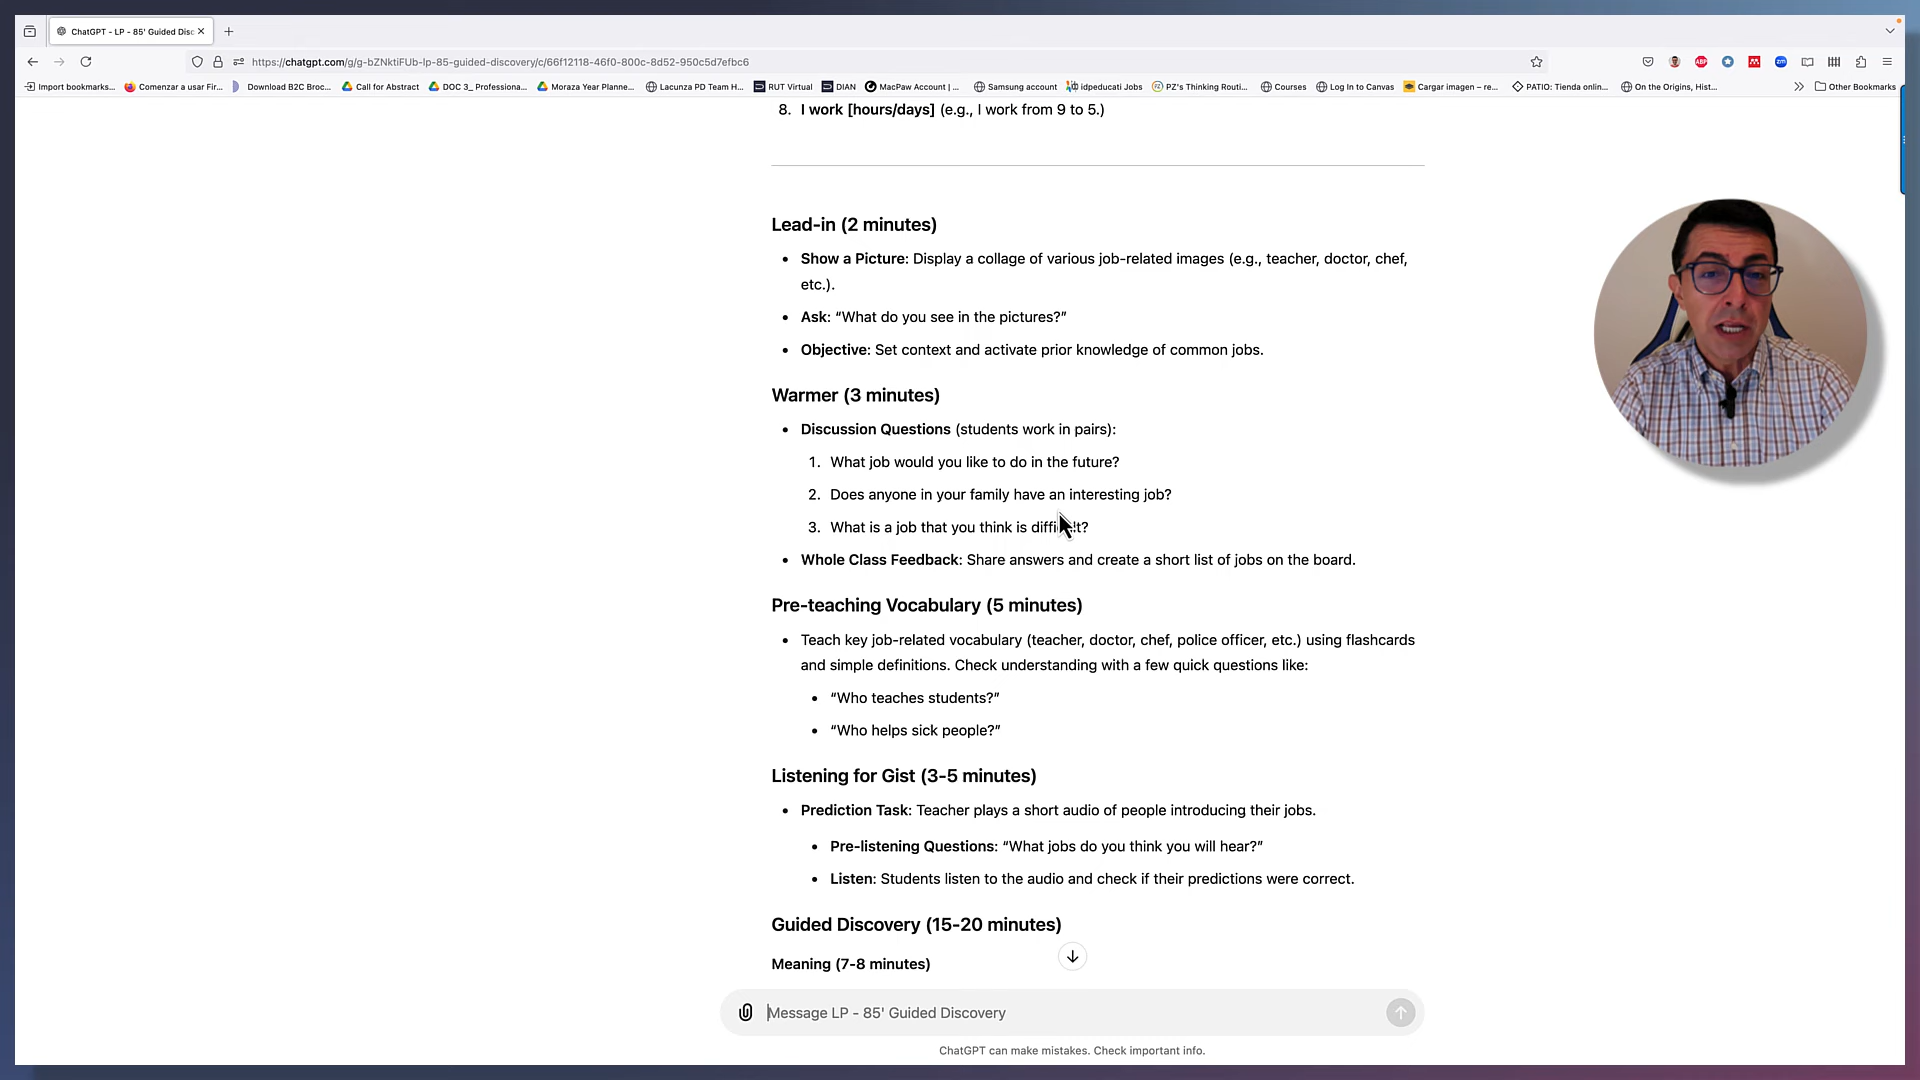 ChatGPT - LP - 85' Guided Disc
https://chatgpt.com/g/g-bZNktiFUb-lp-85-guided-discovery/c/66f12118-46f0-800c-8d52-950c5d7efbc6
Import bookmarks... Comenzar a usar Fir... Download B2C Broc... Call for Abstract DOC 3_ Professiona... Moraza Year Planne... Lacunza PD Team H... RUT Virtual DIAN MacPaw Account | ... Samsung account idpeducati Jobs PZ's Thinking Routi... Courses Log In to Canvas Cargar imagen – re... PATIO: Tienda onlin... On the Origins, Hist... Other Bookmarks
8. I work [hours/days] (e.g., I work from 9 to 5.)
Lead-in (2 minutes)
• Show a Picture: Display a collage of various job-related images (e.g., teacher, doctor, chef,
etc.).
• Ask: “What do you see in the pictures?”
• Objective: Set context and activate prior knowledge of common jobs.
Warmer (3 minutes)
• Discussion Questions (students work in pairs):
1. What job would you like to do in the future?
2. Does anyone in your family have an interesting job?
3. What is a job that you think is difficult?
• Whole Class Feedback: Share answers and create a short list of jobs on the board.
Pre-teaching Vocabulary (5 minutes)
• Teach key job-related vocabulary (teacher, doctor, chef, police officer, etc.) using flashcards
and simple definitions. Check understanding with a few quick questions like:
• “Who teaches students?”
• “Who helps sick people?”
Listening for Gist (3-5 minutes)
• Prediction Task: Teacher plays a short audio of people introducing their jobs.
• Pre-listening Questions: “What jobs do you think you will hear?”
• Listen: Students listen to the audio and check if their predictions were correct.
Guided Discovery (15-20 minutes)
Meaning (7-8 minutes)
Message LP - 85' Guided Discovery
ChatGPT can make mistakes. Check important info.